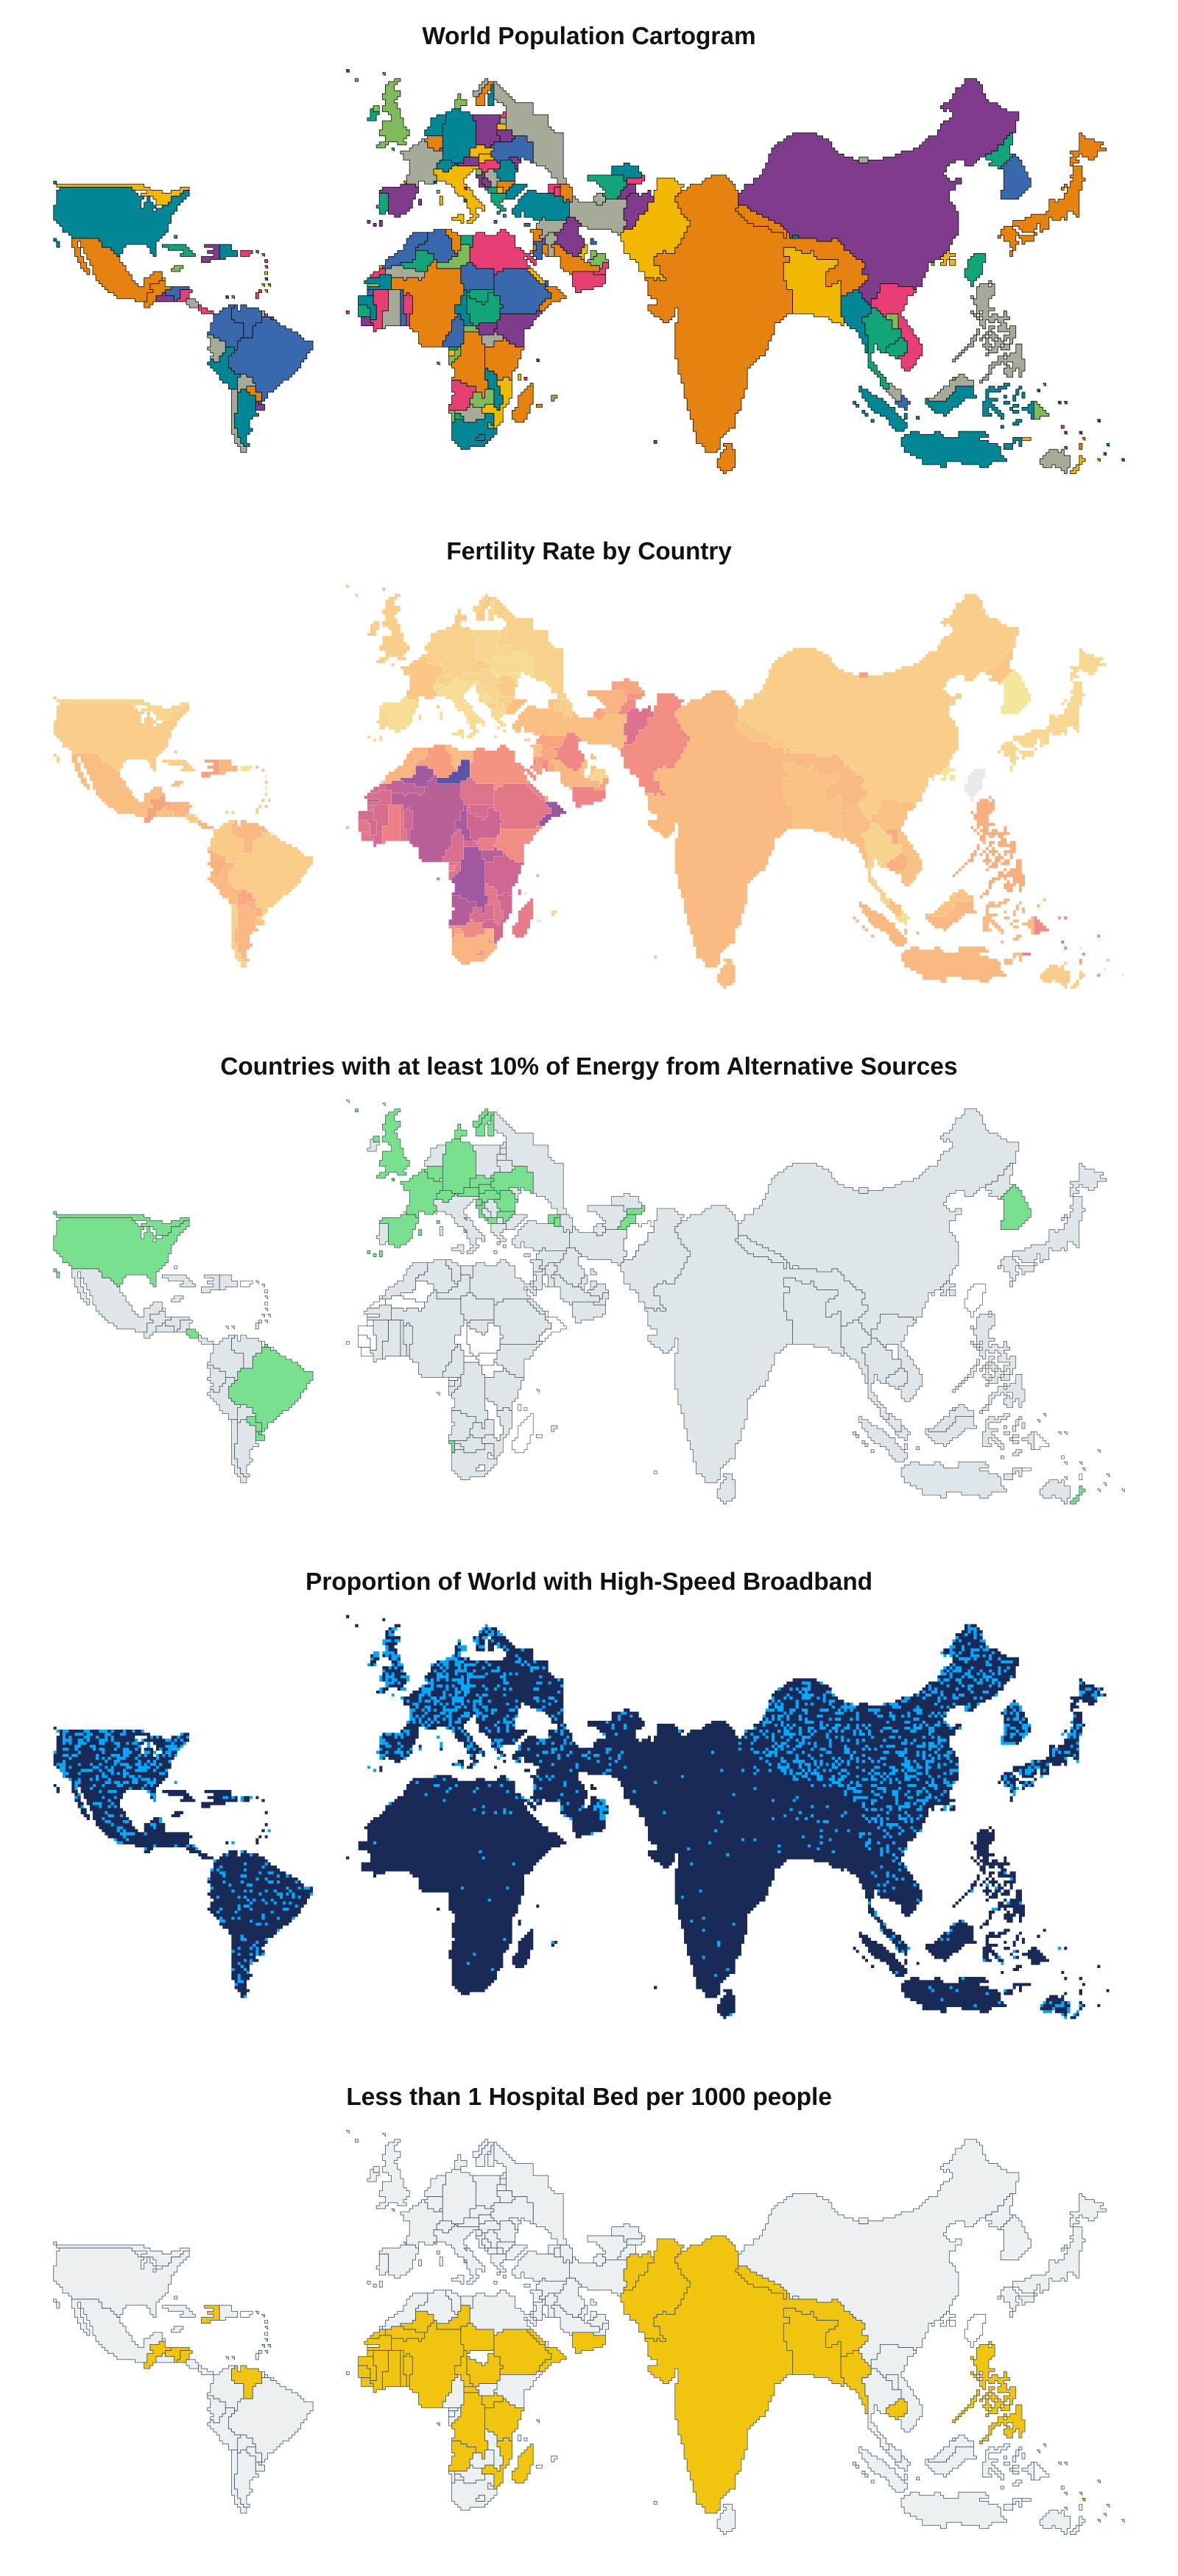 World Population Cartogram
Fertility Rate by Country
Countries with at least 10% of Energy from Alternative Sources
Proportion of World with High-Speed Broadband
Less than 1 Hospital Bed per 1000 people